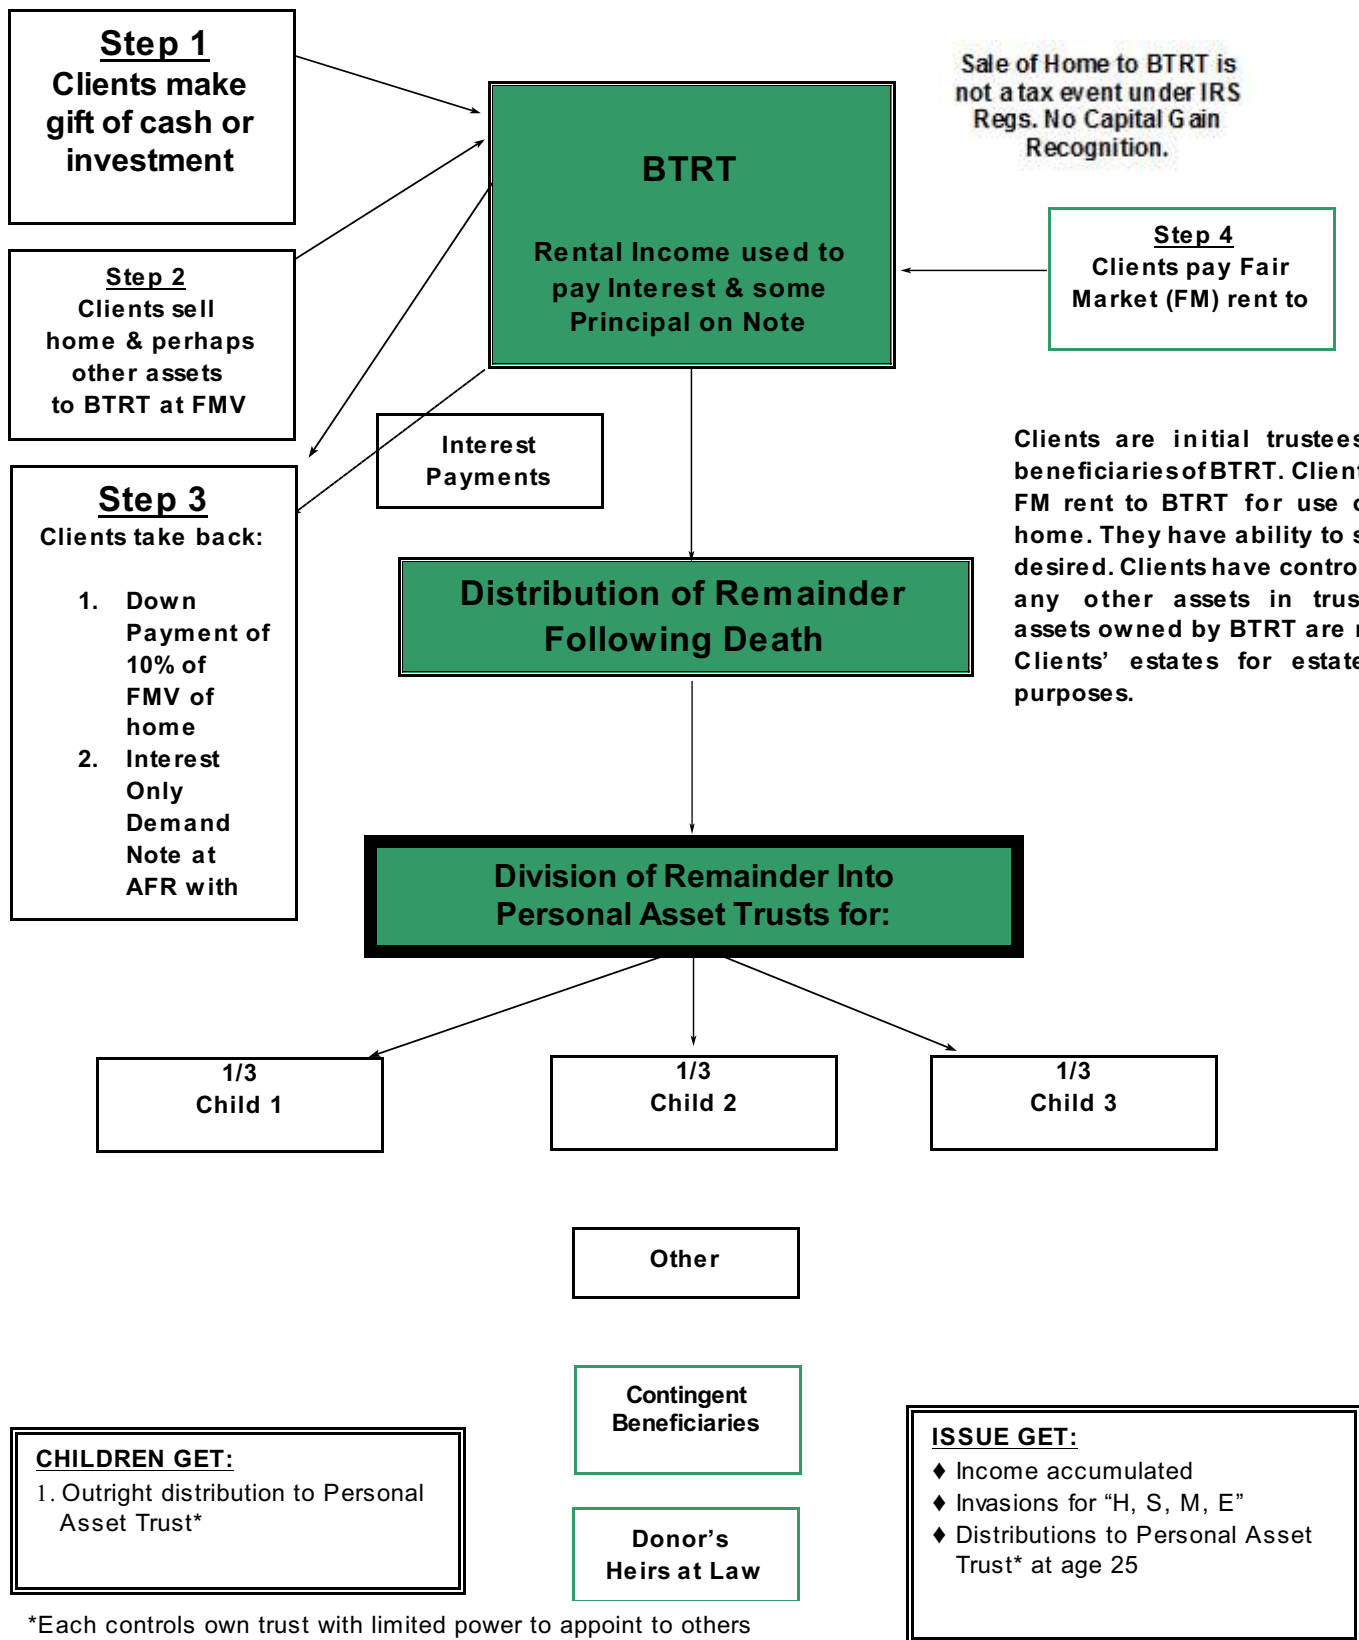 Step 1
Clients make
gift of cash or
investment
BTRT
Rental Income used to
pay Interest & some
Principal on Note
Sale of Home to BTRT is
not a tax event under IRS
Regs. No Capital Gain
Recognition.
Step 4
Clients pay Fair
Market (FM) rent to
Step 2
Clients sell
home & perhaps
other assets
to BTRT at FMV
Interest
Payments
Clients are initial trustees
beneficiaries of BTRT. Client
FM rent to BTRT for use
home. They have ability to
desired. Clients have contro
any other assets in trus
assets owned by BTRT are
Clients' estates for estate
purposes.
Step 3
Clients take back:
1. Down
Payment of
10% of
FMV of
home
2. Interest
Only
Demand
Note at
AFR with
Distribution of Remainder
Following Death
Division of Remainder Into
Personal Asset Trusts for:
1/3
Child 1
1/3
Child 2
1/3
Child 3
Other
Contingent
Beneficiaries
Donor's
Heirs at Law
CHILDREN GET:
1. Outright distribution to Personal
Asset Trust*
ISSUE GET:
♦ Income accumulated
♦ Invasions for “H, S, M, E”
♦ Distributions to Personal Asset
Trust* at age 25
*Each controls own trust with limited power to appoint to others